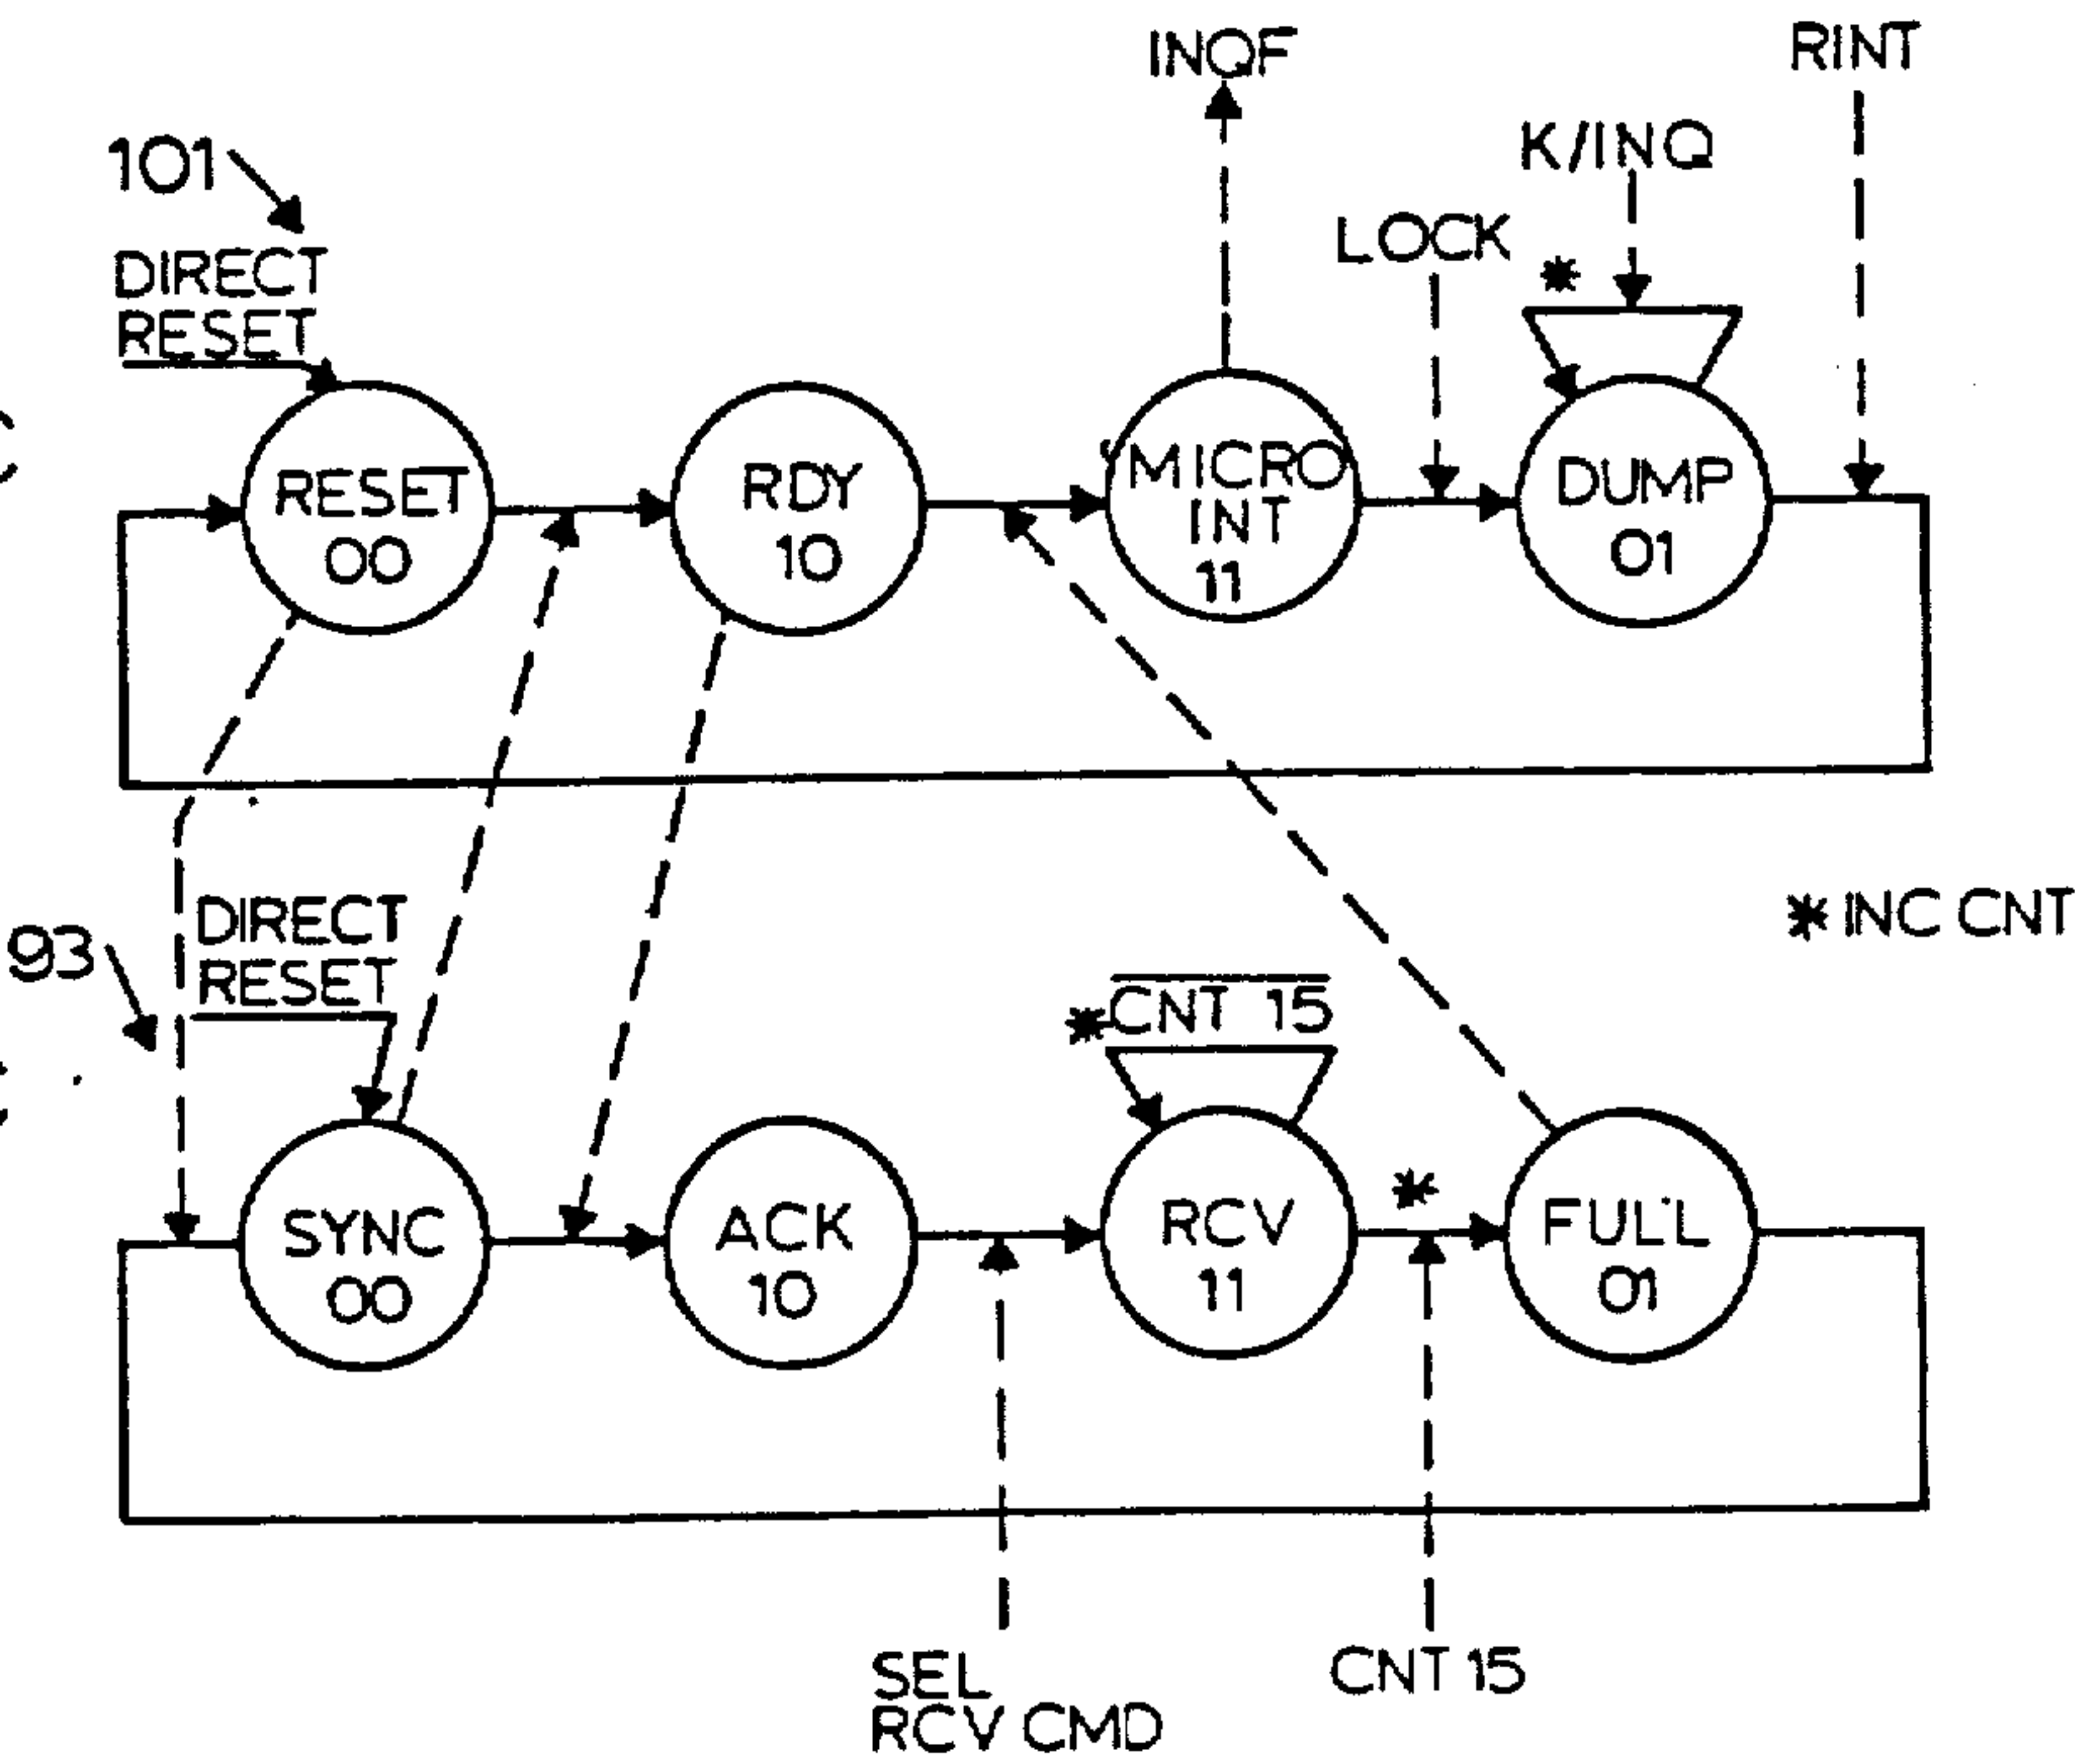 INQF
RINT
K/INQ
101
LOCK
*
DIRECT
RESET
RESET
00
RDY
10
MICRO
INT
11
DUMP
01
93
DIRECT
RESET
* INC CNT
*CNT 15
*
SYNC
00
ACK
10
RCV
11
FULL
01
SEL
RCV CMD
CNT 15